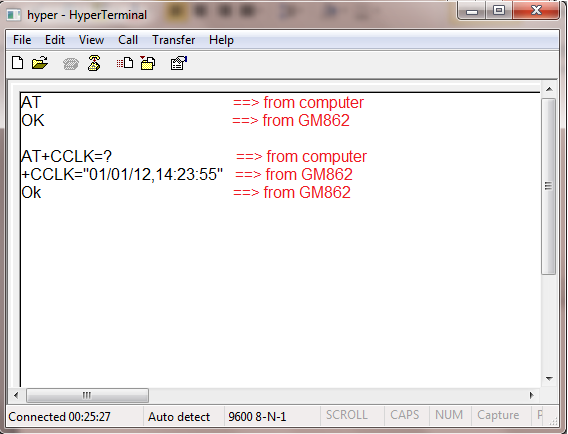 hyper - HyperTerminal
File Edit View Call Transfer Help
AT ==> from computer
OK ==> from GM862
AT+CCLK=? ==> from computer
+CCLK="01/01/12,14:23:55" ==> from GM862
Ok ==> from GM862
Connected 00:25:27 Auto detect 9600 8-N-1 SCROLL CAPS NUM Capture